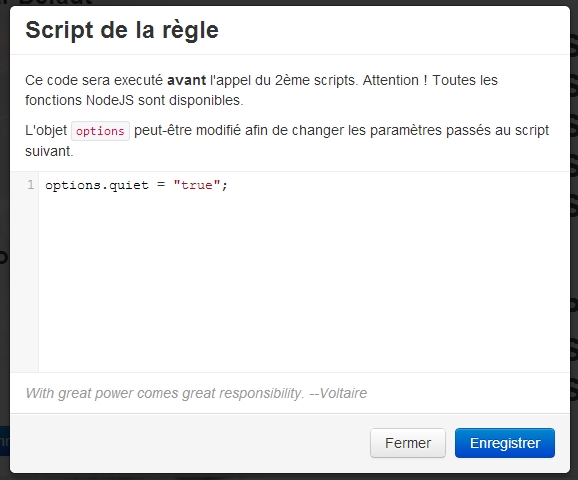 Script de la règle
Ce code sera executé avant l'appel du 2ème scripts. Attention ! Toutes les
fonctions NodeJS sont disponibles.
L'objet options peut-être modifié afin de changer les paramètres passés au script
suivant.
1 options.quiet = "true";
With great power comes great responsibility. --Voltaire
Fermer Enregistrer